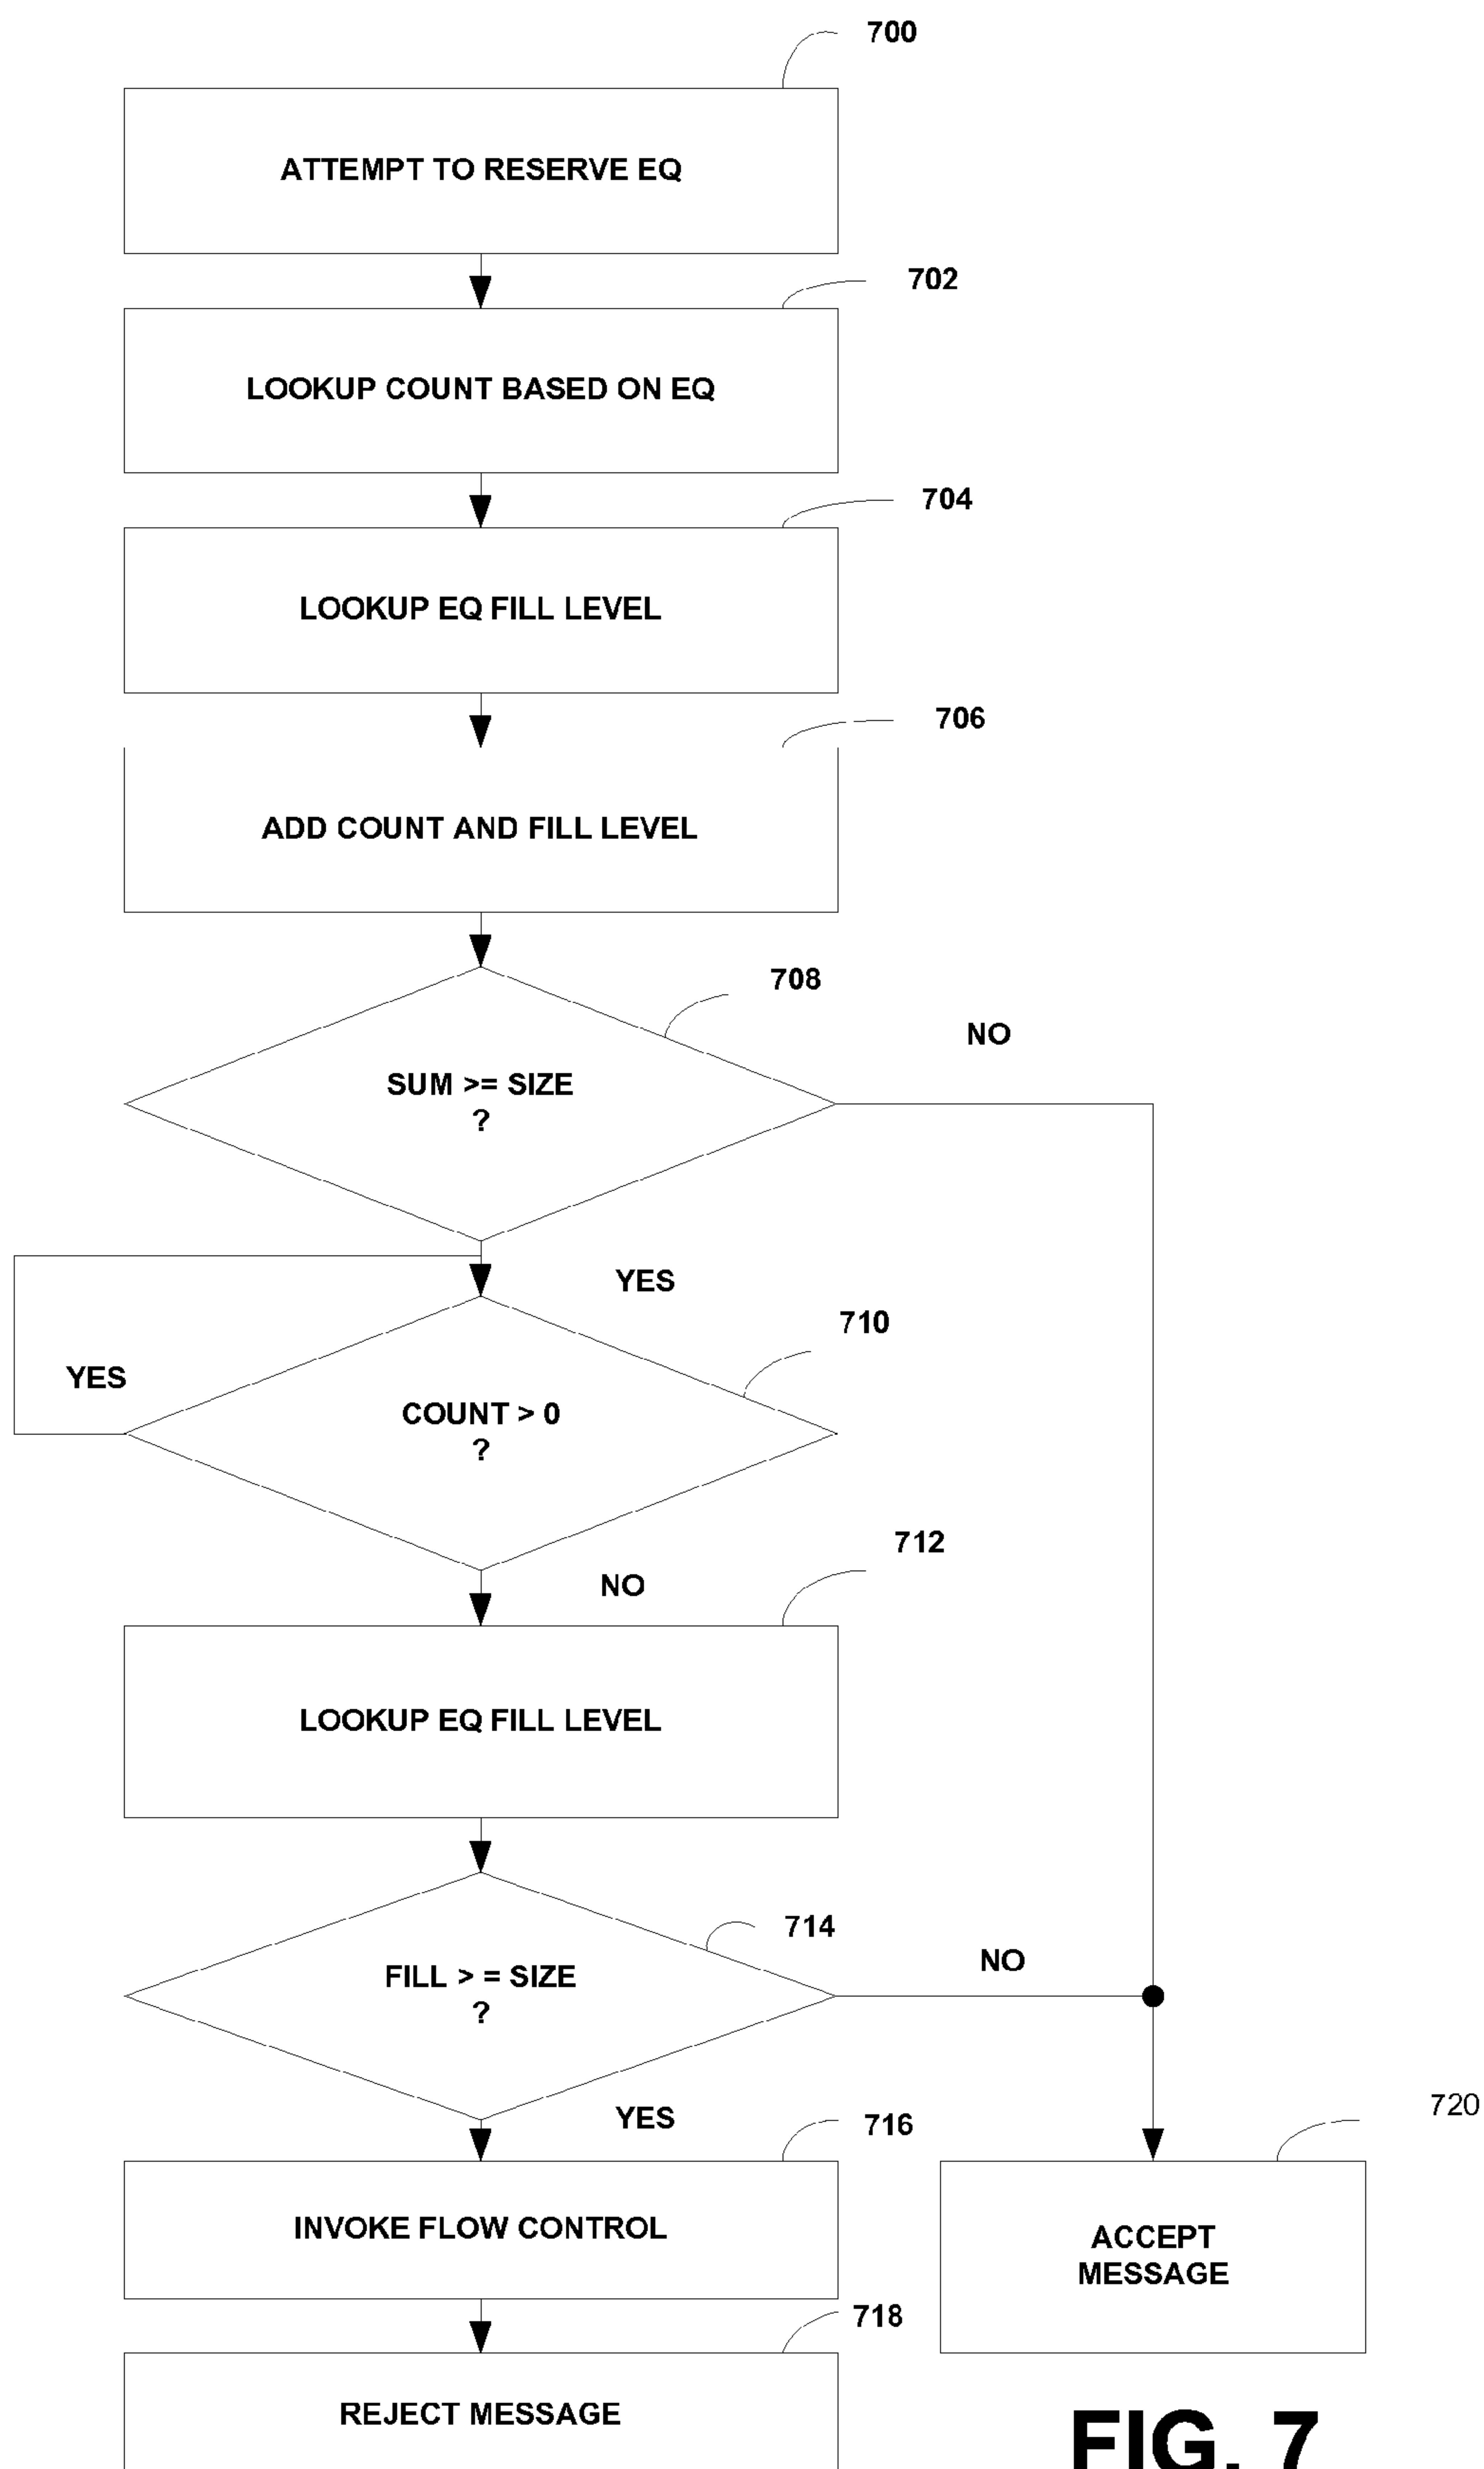 700
ATTEMPT TO RESERVE EQ
702
LOOKUP COUNT BASED ON EQ
704
LOOKUP EQ FILL LEVEL
706
ADD COUNT AND FILL LEVEL
708
NO
SUM >= SIZE
?
YES
710
YES
COUNT > 0
?
712
NO
LOOKUP EQ FILL LEVEL
714
NO
FILL > = SIZE
?
YES
716
720
INVOKE FLOW CONTROL
ACCEPT
MESSAGE
718
REJECT MESSAGE
FIG. 7